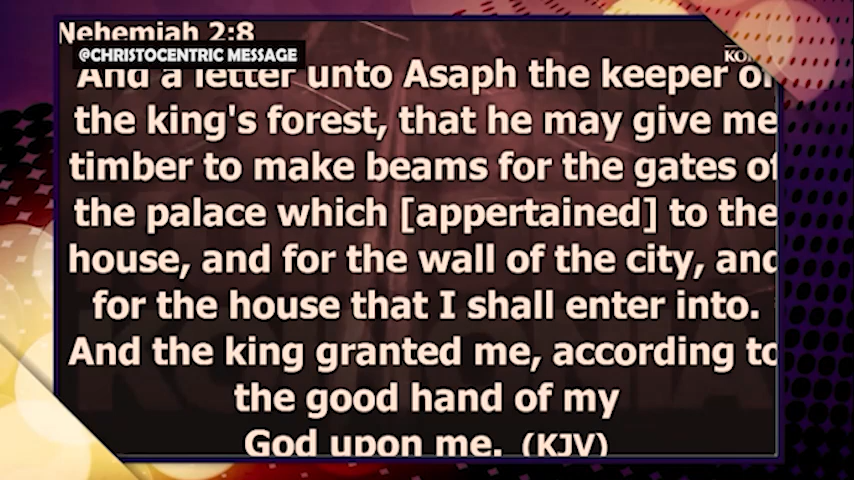 Nehemiah 2:8
@CHRISTOCENTRIC MESSAGE
And a letter unto Asaph the keeper of
the king's forest, that he may give me
timber to make beams for the gates of
the palace which [appertained] to the
house, and for the wall of the city, and
for the house that I shall enter into.
And the king granted me, according to
the good hand of my
God upon me. (KJV)